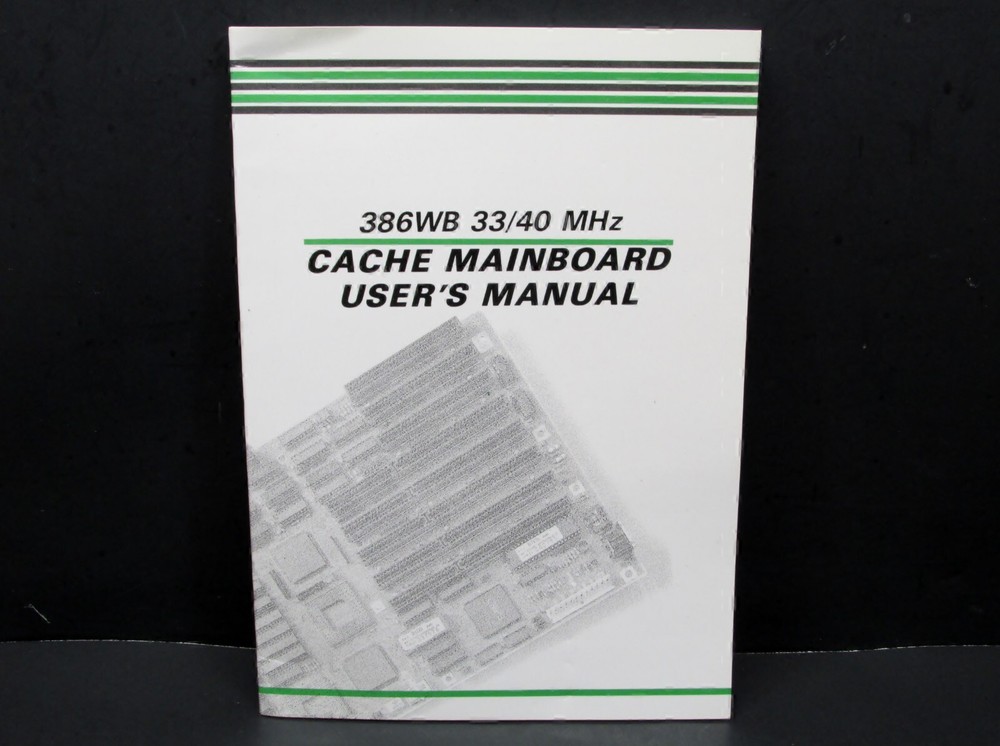 386WB 33/40 MHz
CACHE MAINBOARD
USER'S MANUAL